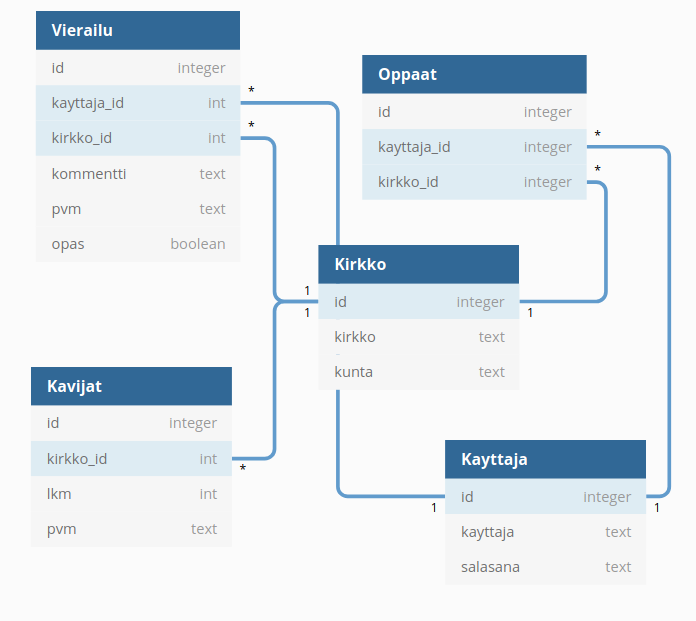 Vierailu
id integer
kayttaja_id int
kirkko_id int
kommentti text
pvm text
opas boolean
*
*
Oppaat
id integer
kayttaja_id integer
kirkko_id integer
*
*
Kirkko
id integer
kirkko text
kunta text
1
1
1
Kavijat
id integer
kirkko_id int
lkm int
pvm text
*
Kayttaja
id integer
kayttaja text
salasana text
1
1